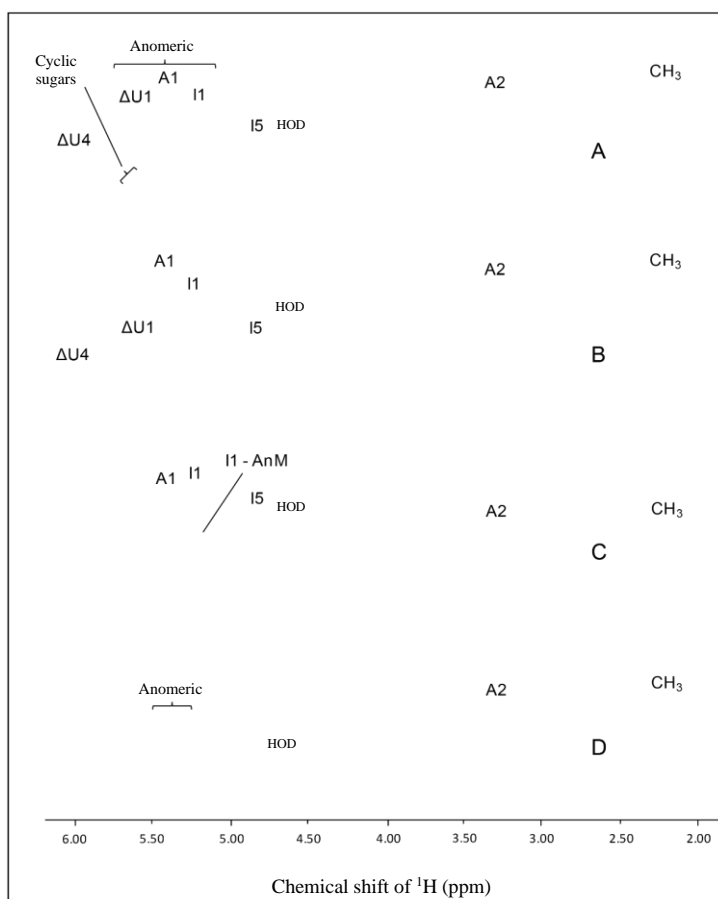 Anomeric
Cyclic
sugars
A1
ΔU1
I1
A2
CH₃
I5
HOD
ΔU4
A
A1
I1
A2
CH₃
HOD
ΔU1
I5
ΔU4
B
I1 - AnM
A1
I1
I5
HOD
A2
CH₃
C
Anomeric
A2
CH₃
HOD
D
6.00 5.50 5.00 4.50 4.00 3.50 3.00 2.50 2.00
Chemical shift of ¹H (ppm)